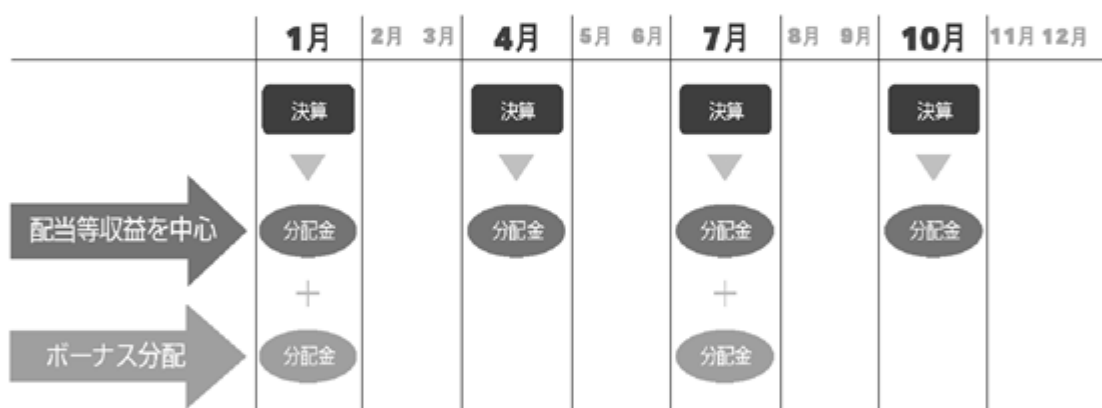 1月 2月 3月 4月 5月 6月 7月 8月 9月 10月 11月 12月
決算 決算 決算 決算
配当等収益を中心 分配金 分配金 分配金 分配金
+ +
ボーナス分配 分配金 分配金